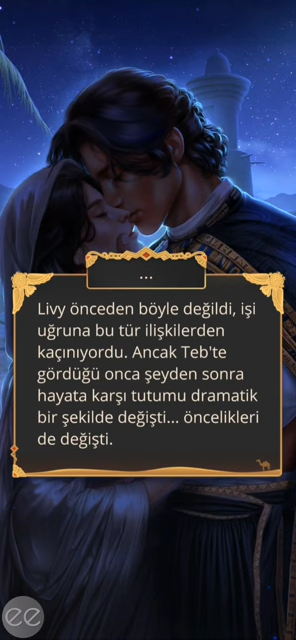 ...
Livy önceden böyle değildi, işi
uğruna bu tür ilişkilerden
kaçınıyordu. Ancak Teb'te
gördüğü onca şeyden sonra
hayata karşı tutumu dramatik
bir şekilde değişti... öncelikleri
de değişti.
ee